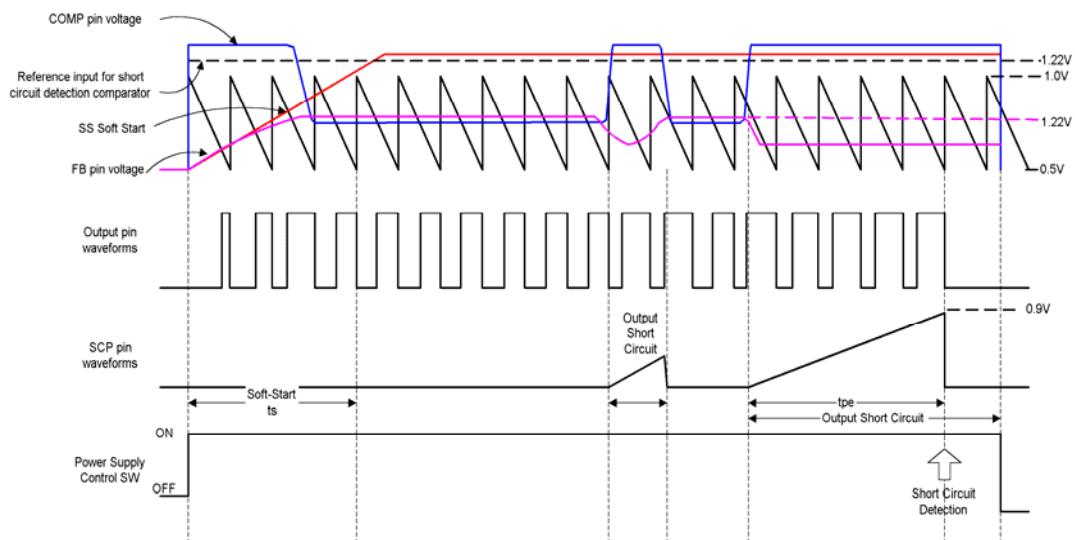 COMP pin voltage
Reference input for short
circuit detection comparator
SS Soft Start
FB pin voltage
-1.22V
1.0V
1.22V
0.5V
Output pin
waveforms
SCP pin
waveforms
Output
Short
Circuit
0.9V
Soft-Start
ts
tpe
Output Short Circuit
ON
Power Supply
Control SW
OFF
Short Circuit
Detection